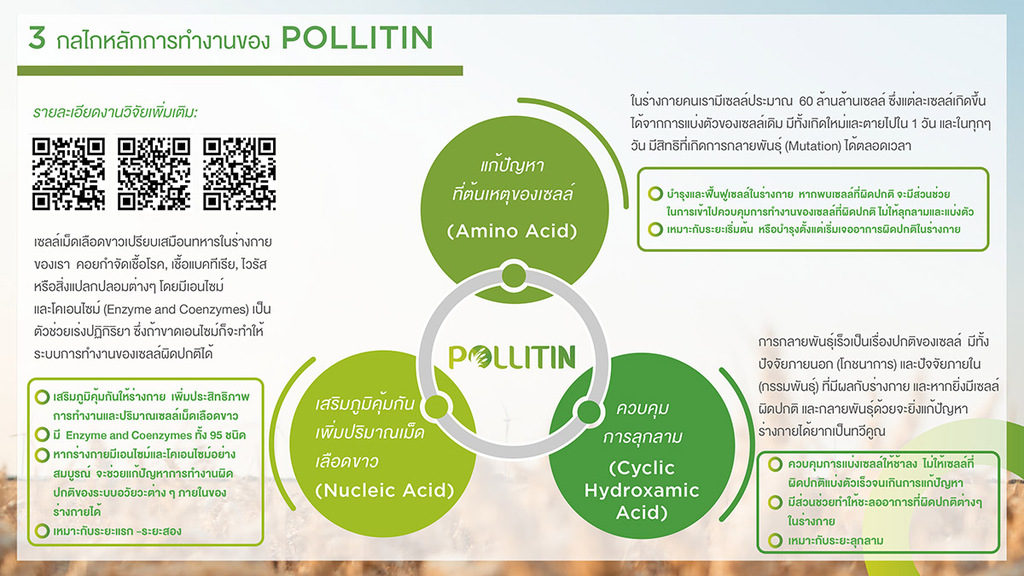 3 กลไกหลักการทำงานของ POLLITIN
รายละเอียดงานวิจัยเพิ่มเติม:
เซลล์เม็ดเลือดขาวเปรียบเสมือนทหารในร่างกาย
ของเรา คอยกำจัดเชื้อโรค, เชื้อแบคทีเรีย, ไวรัส
หรือสิ่งแปลกปลอมต่างๆ โดยมีเอนไซม์
และโคเอนไซม์ (Enzyme and Coenzymes) เป็น
ตัวช่วยเร่งปฏิกิริยา ซึ่งถ้าขาดเอนไซม์ก็จะทำให้
ระบบการทำงานของเซลล์ผิดปกติได้
เสริมภูมิคุ้มกันให้ร่างกาย เพิ่มประสิทธิภาพ
การทำงานและปริมาณเซลล์เม็ดเลือดขาว
มี Enzyme and Coenzymes ทั้ง 95 ชนิด
หากร่างกายมีเอนไซม์และโคเอนไซม์อย่าง
สมบูรณ์ จะช่วยแก้ปัญหาการทำงานผิด
ปกติของระบบอวัยวะต่าง ๆ ภายในของ
ร่างกายได้
เหมาะกับระยะแรก -ระยะสอง
แก้ปัญหา
ที่ต้นเหตุของเซลล์
(Amino Acid)
POLLITIN
เสริมภูมิคุ้มกัน
เพิ่มปริมาณเม็ด
เลือดขาว
(Nucleic Acid)
ควบคุม
การลุกลาม
(Cyclic
Hydroxamic
Acid)
ในร่างกายคนเรามีเซลล์ประมาณ 60 ล้านล้านเซลล์ ซึ่งแต่ละเซลล์เกิดขึ้น
ได้จากการแบ่งตัวของเซลล์เดิม มีทั้งเกิดใหม่และตายไปใน 1 วัน และในทุกๆ
วัน มีสิทธิที่เกิดการกลายพันธุ์ (Mutation) ได้ตลอดเวลา
บำรุงและฟื้นฟูเซลล์ในร่างกาย หากพบเซลล์ที่ผิดปกติ จะมีส่วนช่วย
ในการเข้าไปควบคุมการทำงานของเซลล์ที่ผิดปกติ ไม่ให้ลุกลามและแบ่งตัว
เหมาะกับระยะเริ่มต้น หรือบำรุงตั้งแต่เริ่มเจออาการผิดปกติในร่างกาย
การกลายพันธุ์เร็วเป็นเรื่องปกติของเซลล์ มีทั้ง
ปัจจัยภายนอก (โภชนาการ) และปัจจัยภายใน
(กรรมพันธุ์) ที่มีผลกับร่างกาย และหากยิ่งมีเซลล์
ผิดปกติ และกลายพันธุ์ด้วยจะยิ่งแก้ปัญหา
ร่างกายได้ยากเป็นทวีคูณ
ควบคุมการแบ่งเซลล์ให้ช้าลง ไม่ให้เซลล์ที่
ผิดปกติแบ่งตัวเร็วจนเกินการแก้ปัญหา
มีส่วนช่วยทำให้ชะลออาการที่ผิดปกติต่างๆ
ในร่างกาย
เหมาะกับระยะลุกลาม